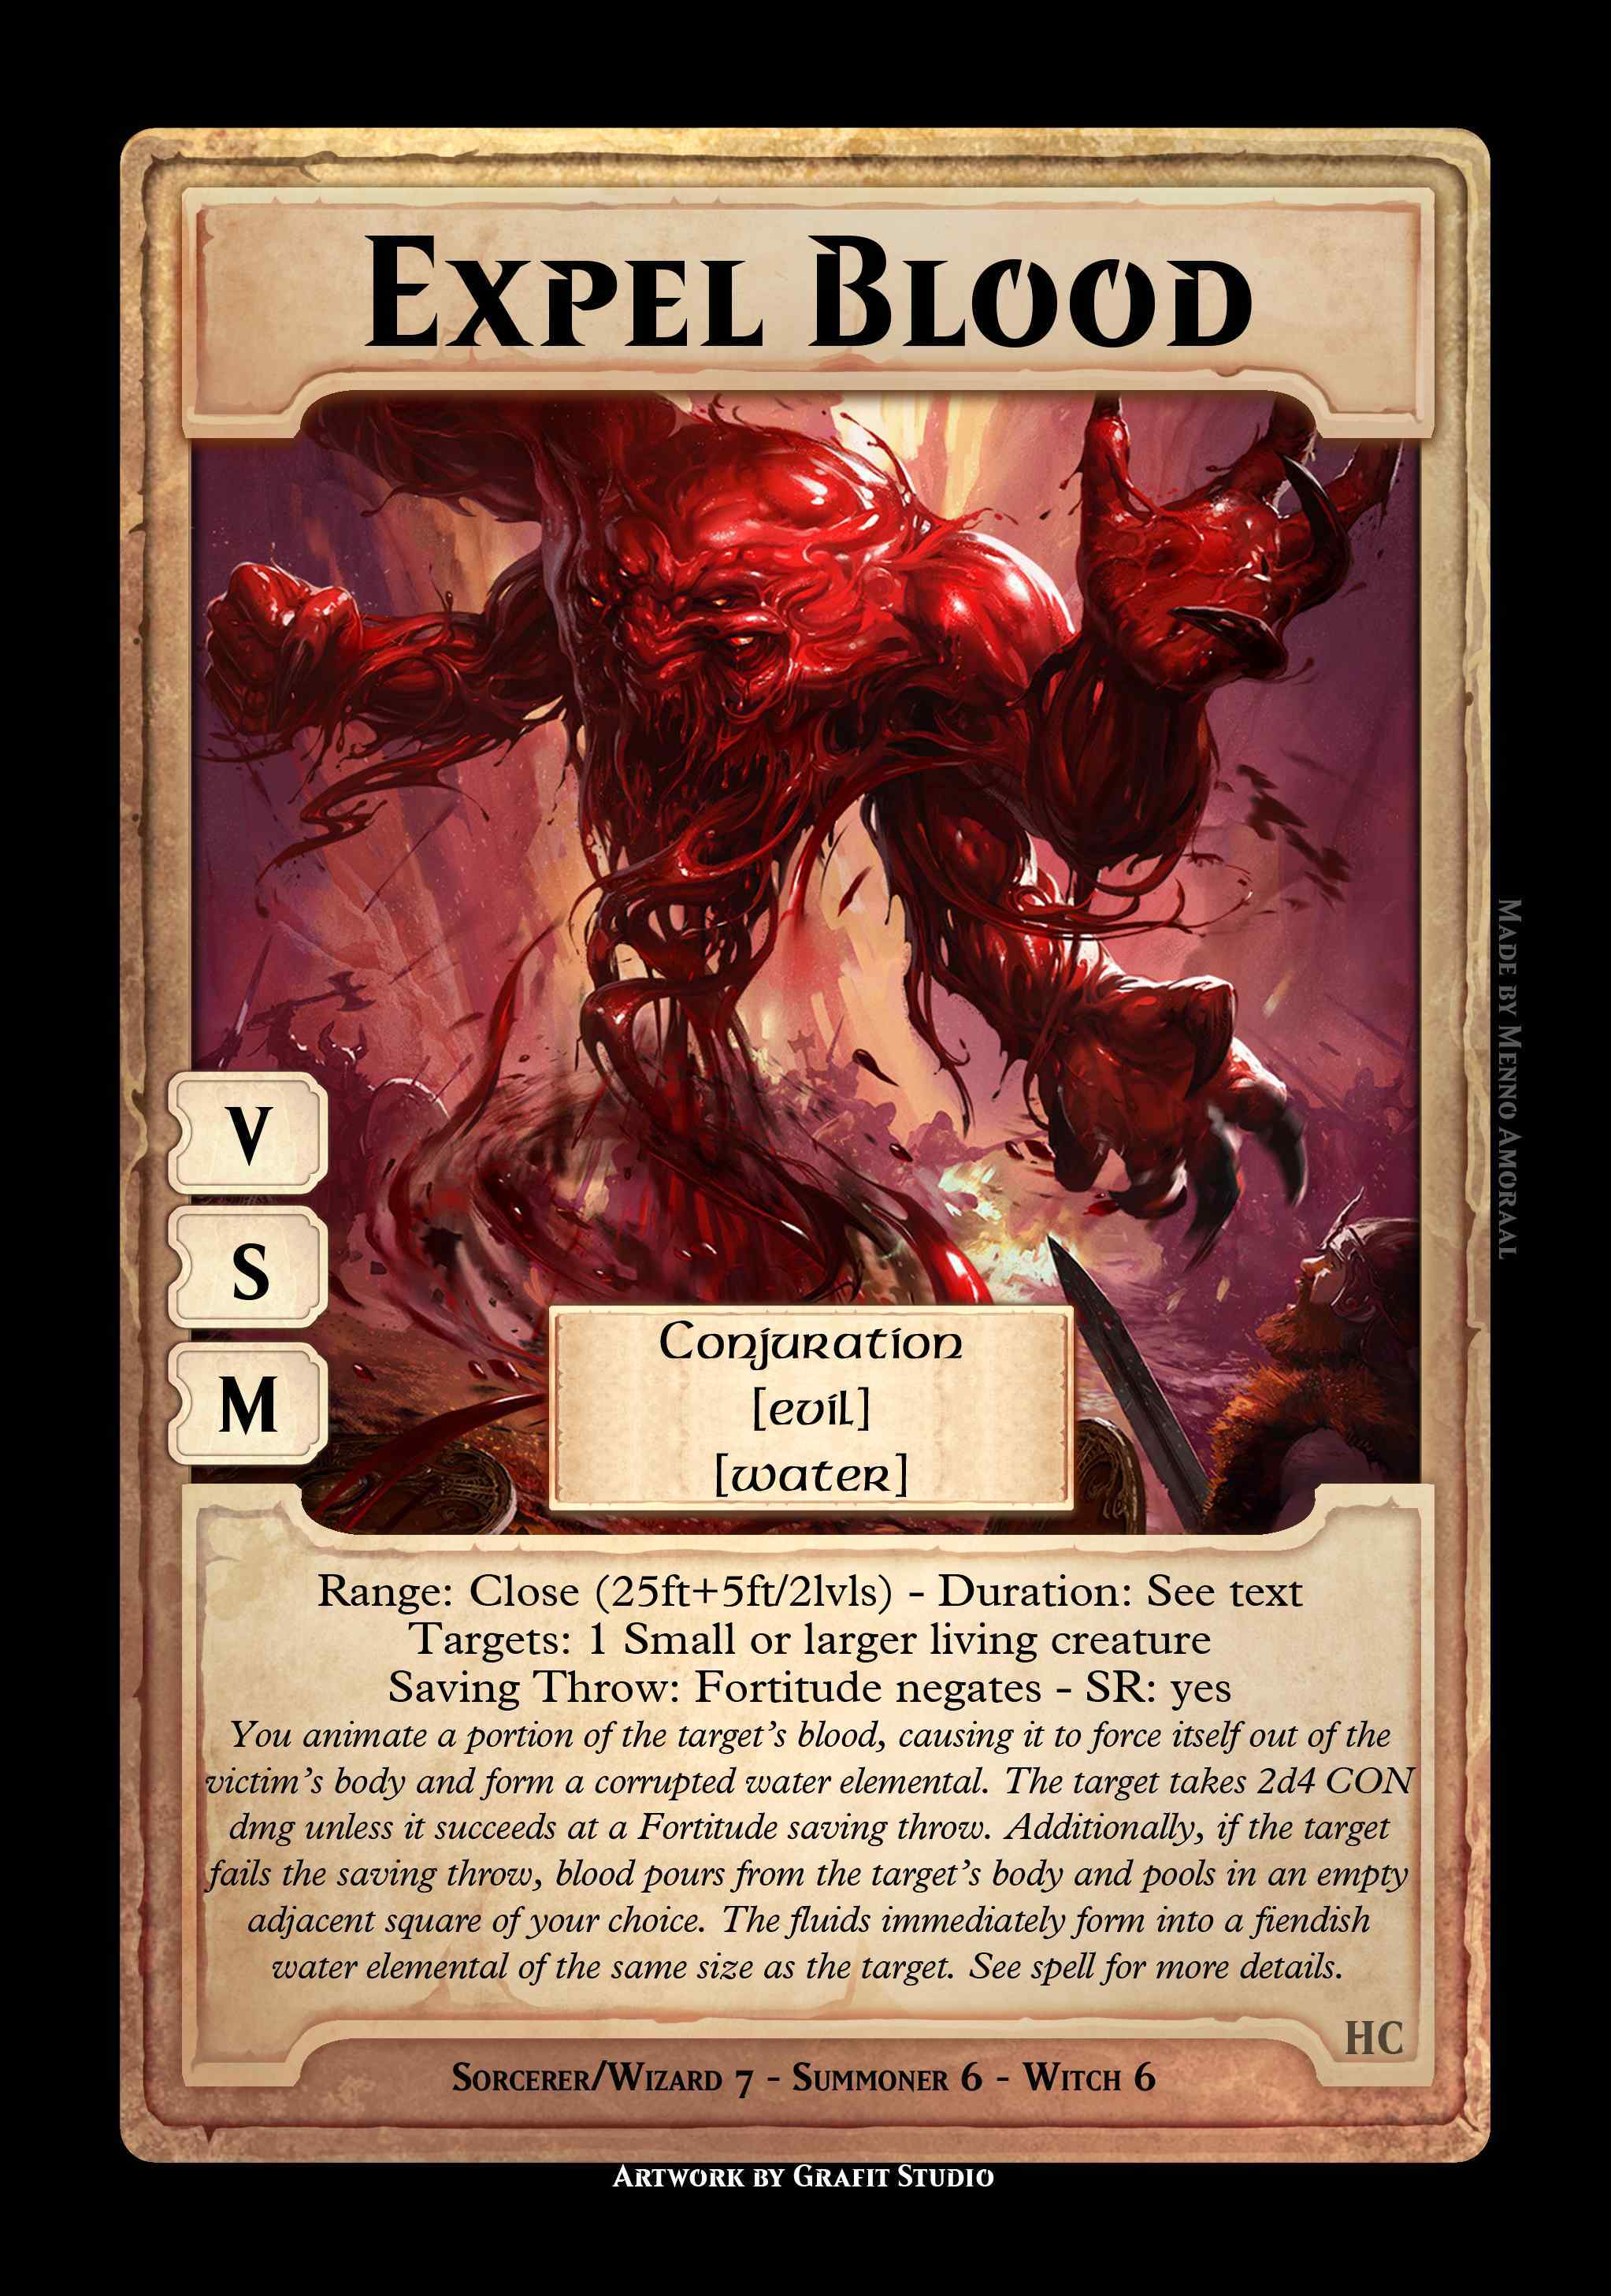 Expel Blood
V
S
M
Conjuration
[evil]
[water]
Range: Close (25ft+5ft/2lvls) - Duration: See text
Targets: 1 Small or larger living creature
Saving Throw: Fortitude negates - SR: yes
You animate a portion of the target's blood, causing it to force itself out of the
victim's body and form a corrupted water elemental. The target takes 2d4 CON
dmg unless it succeeds at a Fortitude saving throw. Additionally, if the target
fails the saving throw, blood pours from the target's body and pools in an empty
adjacent square of your choice. The fluids immediately form into a fiendish
water elemental of the same size as the target. See spell for more details.
HC
Sorcerer/Wizard 7 - Summoner 6 - Witch 6
Artwork by Grafit Studio
Made by Menno Amoraal